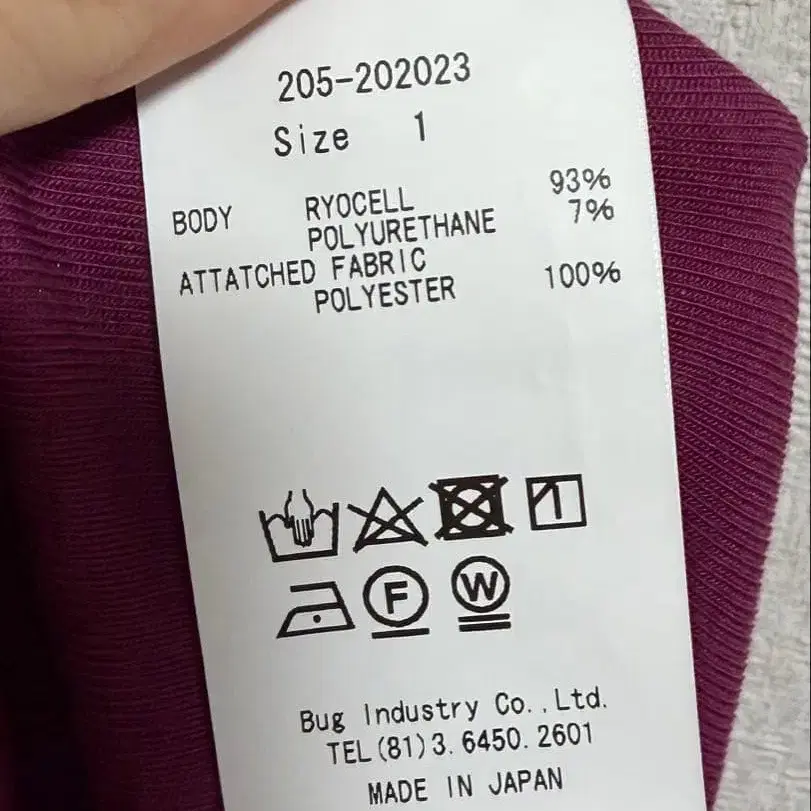 205-202023
Size 1
BODY RYOCELL 93%
POLYURETHANE 7%
ATTATCHED FABRIC
POLYESTER 100%
F W
Bug Industry Co.,Ltd.
TEL(81)3.6450.2601
MADE IN JAPAN